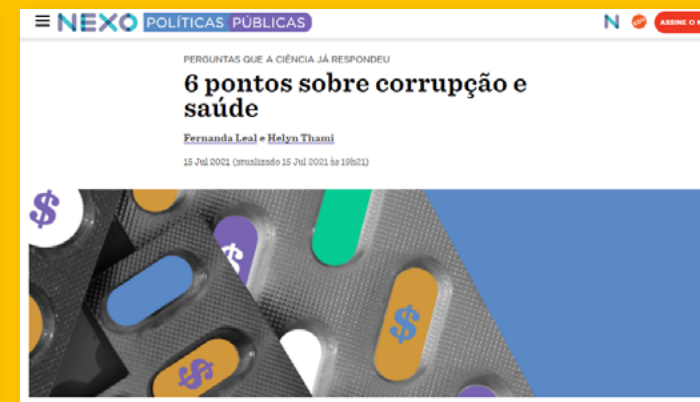 NEXO POLÍTICAS PÚBLICAS
N
ASSINE O
PERGUNTAS QUE A CIÊNCIA JÁ RESPONDEU
6 pontos sobre corrupção e
saúde
Fernanda Leal e Helyn Thami
15 Jul 2021 (atualizado 15 Jul 2021 às 19h21)
$
$
$
$